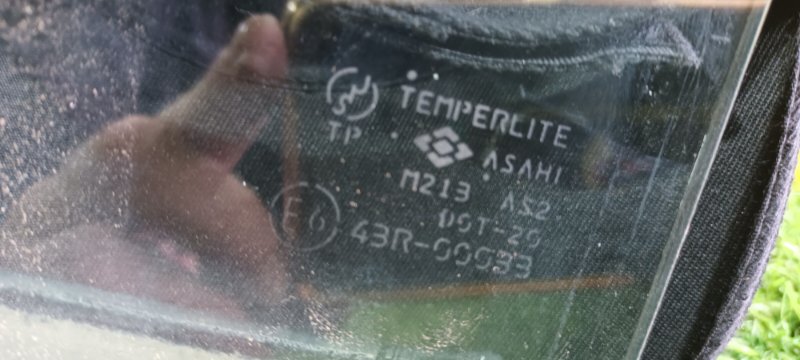 TEMPERLITE
TP
ASAHI
M213 AS2
DOT-20
E6 43R-00033